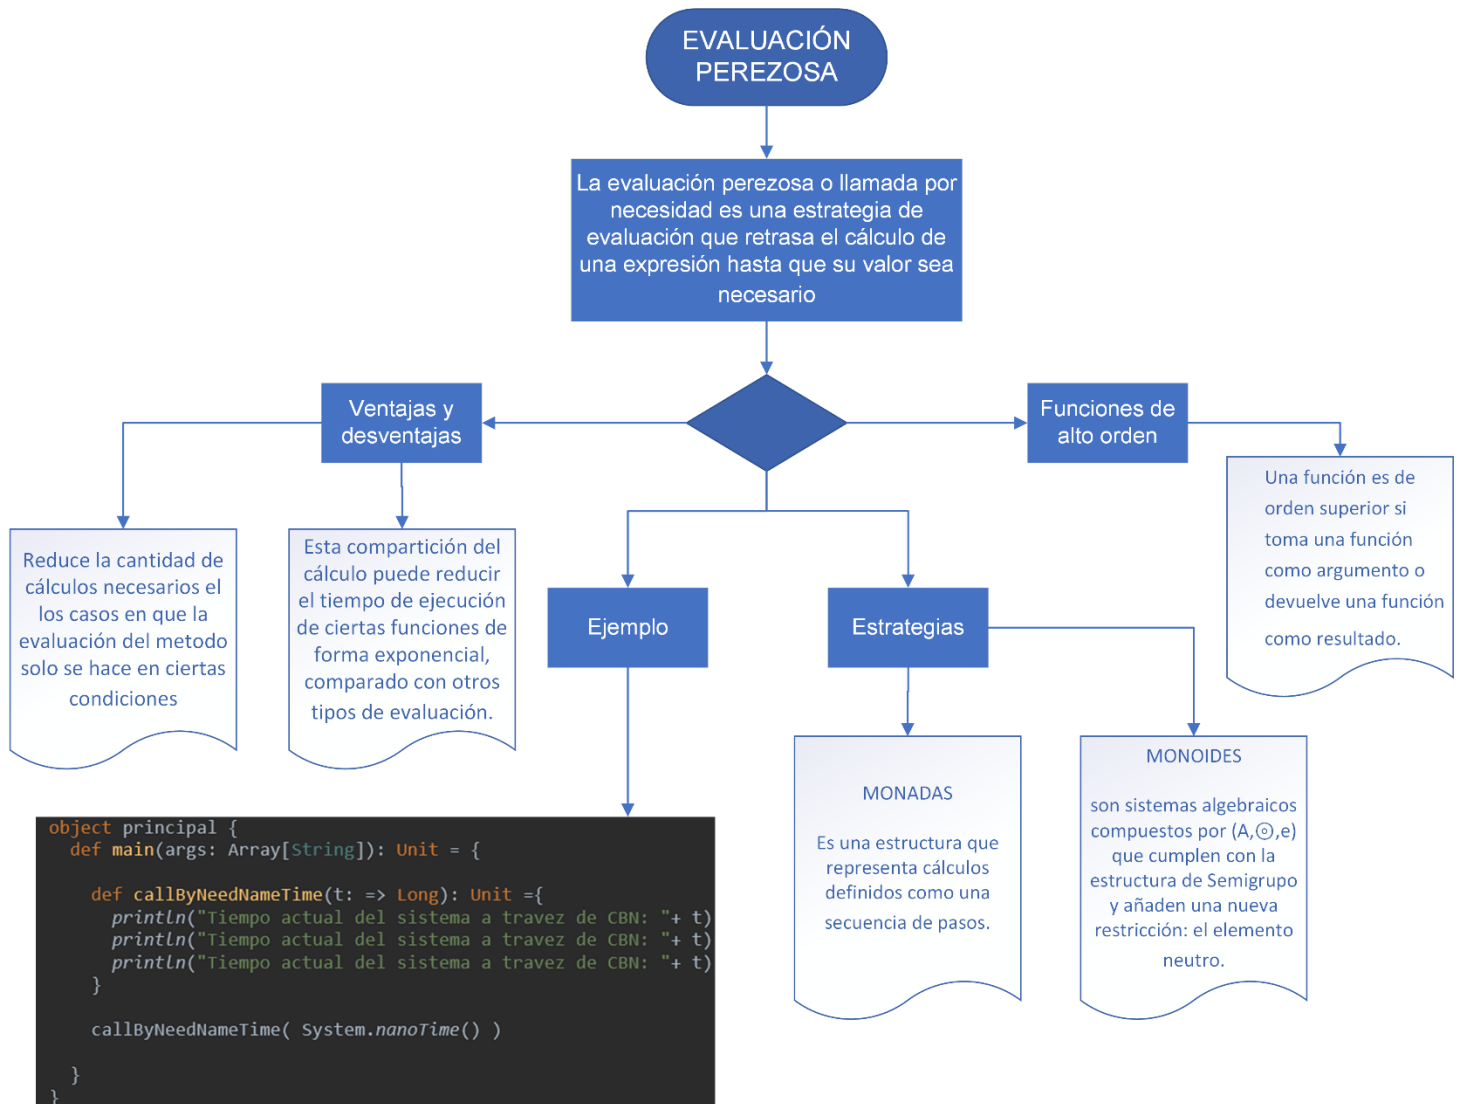 EVALUACIÓN
PEREZOSA
La evaluación perezosa o llamada por
necesidad es una estrategia de
evaluación que retrasa el cálculo de
una expresión hasta que su valor sea
necesario
Ventajas y
desventajas
Funciones de
alto orden
Reduce la cantidad de
cálculos necesarios el
los casos en que la
evaluación del metodo
solo se hace en ciertas
condiciones
Esta compartición del
cálculo puede reducir
el tiempo de ejecución
de ciertas funciones de
forma exponencial,
comparado con otros
tipos de evaluación.
Una función es de
orden superior si
toma una función
como argumento o
devuelve una función
como resultado.
Ejemplo
Estrategias
MONADAS
Es una estructura que
representa cálculos
definidos como una
secuencia de pasos.
MONOIDES
son sistemas algebraicos
compuestos por (A,⊚,e)
que cumplen con la
estructura de Semigrupo
y añaden una nueva
restricción: el elemento
neutro.
object principal {
def main(args: Array[String]): Unit = {
def callByNeedNameTime(t: => Long): Unit ={
println("Tiempo actual del sistema a travez de CBN: "+ t)
println("Tiempo actual del sistema a travez de CBN: "+ t)
println("Tiempo actual del sistema a travez de CBN: "+ t)
}
callByNeedNameTime( System.nanoTime() )
}
}